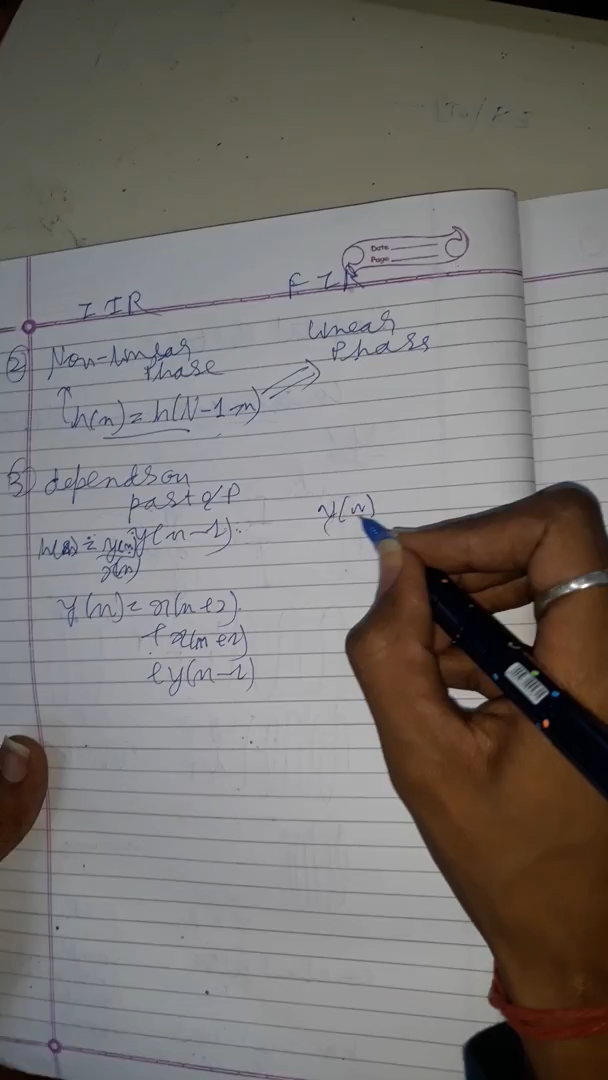 Date
Page
IIR FIR
② Non-linear Phase
Linear Phase
h(n) = h(N-1-n)
③ depends on
past o/p
y(n-1).
h(n) = y(n)/x(n)
y(n)
y(n) = x(n+2).
+ x(n+1)
+ y(n-1)